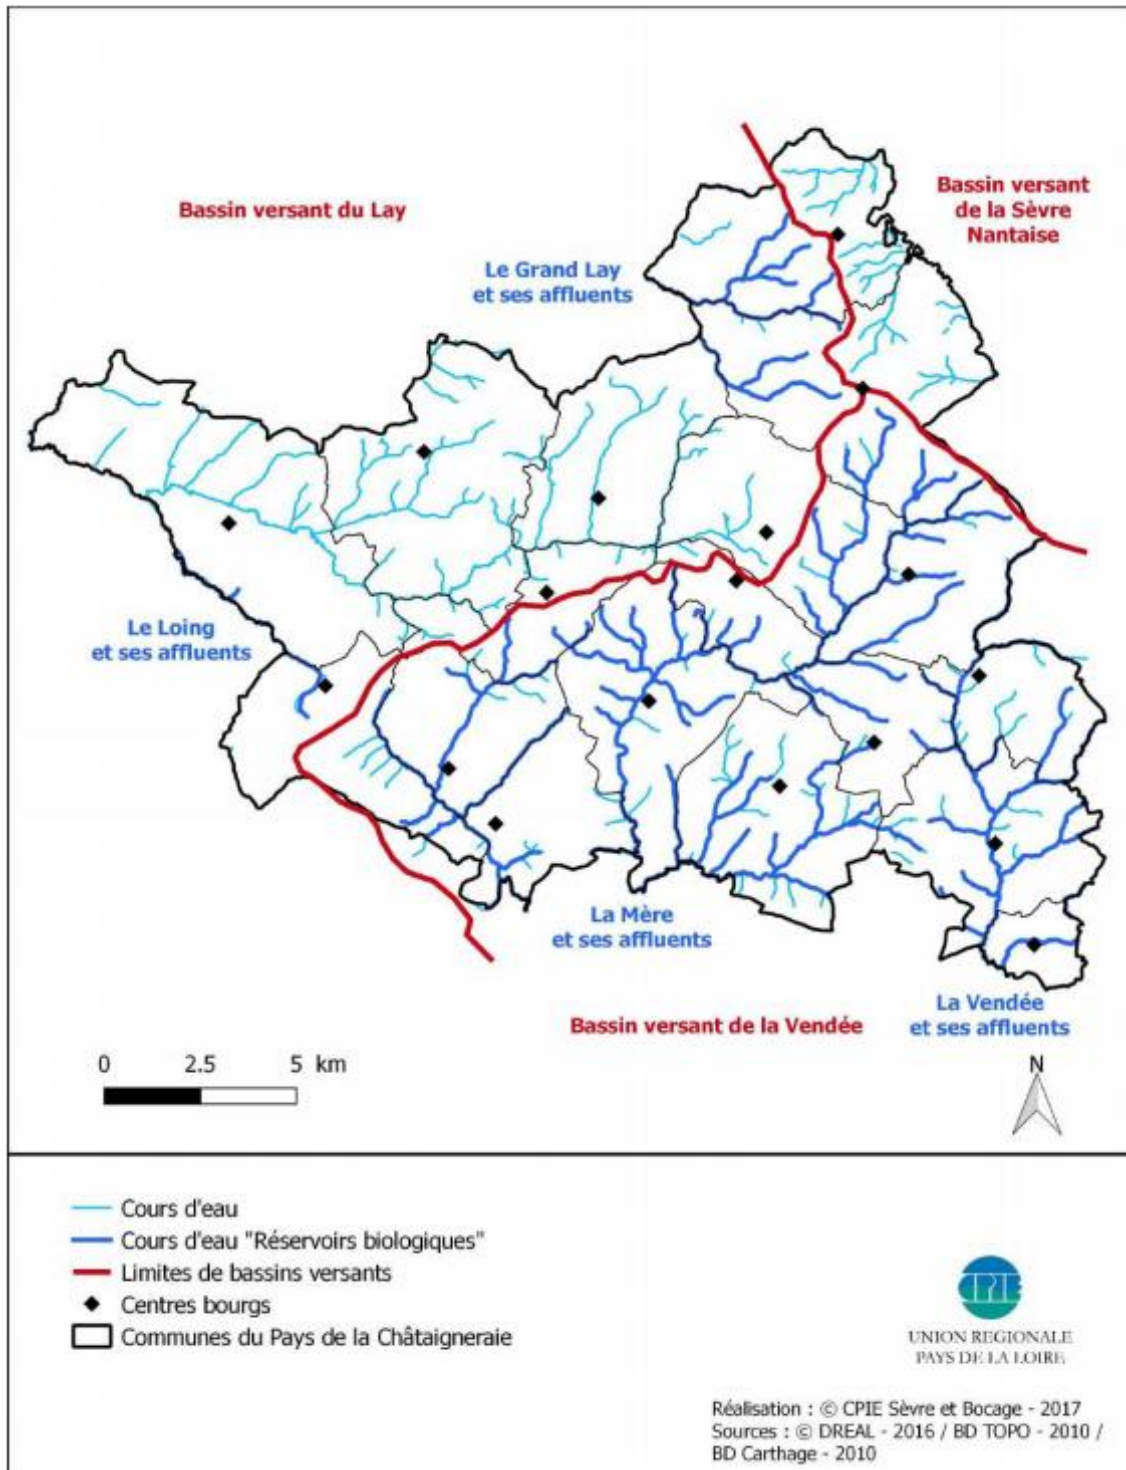 Bassin versant du Lay
Bassin versant
de la Sèvre
Nantaise
Le Grand Lay
et ses affluents
Le Loing
et ses affluents
La Mère
et ses affluents
La Vendée
et ses affluents
Bassin versant de la Vendée
0 2.5 5 km
N
Cours d'eau
Cours d'eau "Réservoirs biologiques"
Limites de bassins versants
Centres bourgs
Communes du Pays de la Châtaigneraie
CPIE
UNION REGIONALE
PAYS DE LA LOIRE
Réalisation : © CPIE Sèvre et Bocage - 2017
Sources : © DREAL - 2016 / BD TOPO - 2010 /
BD Carthage - 2010